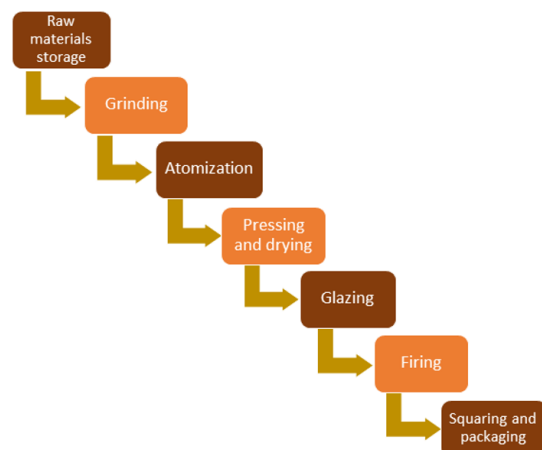 Raw
materials
storage
Grinding
Atomization
Pressing
and drying
Glazing
Firing
Squaring and
packaging